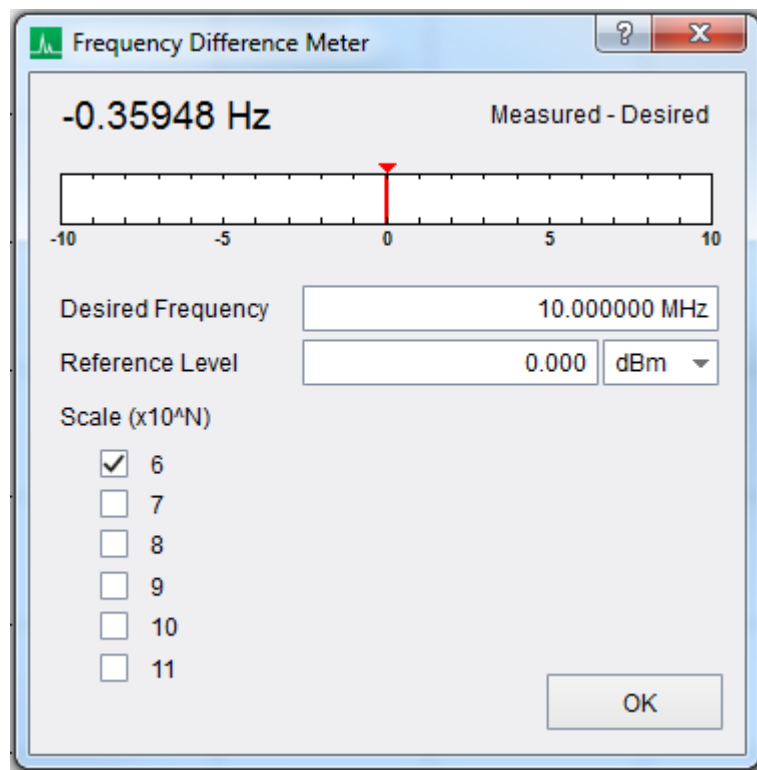 Frequency Difference Meter
-0.35948 Hz Measured - Desired
-10 -5 0 5 10
Desired Frequency 10.000000 MHz
Reference Level 0.000 dBm
Scale (x10^N)
6
7
8
9
10
11
OK